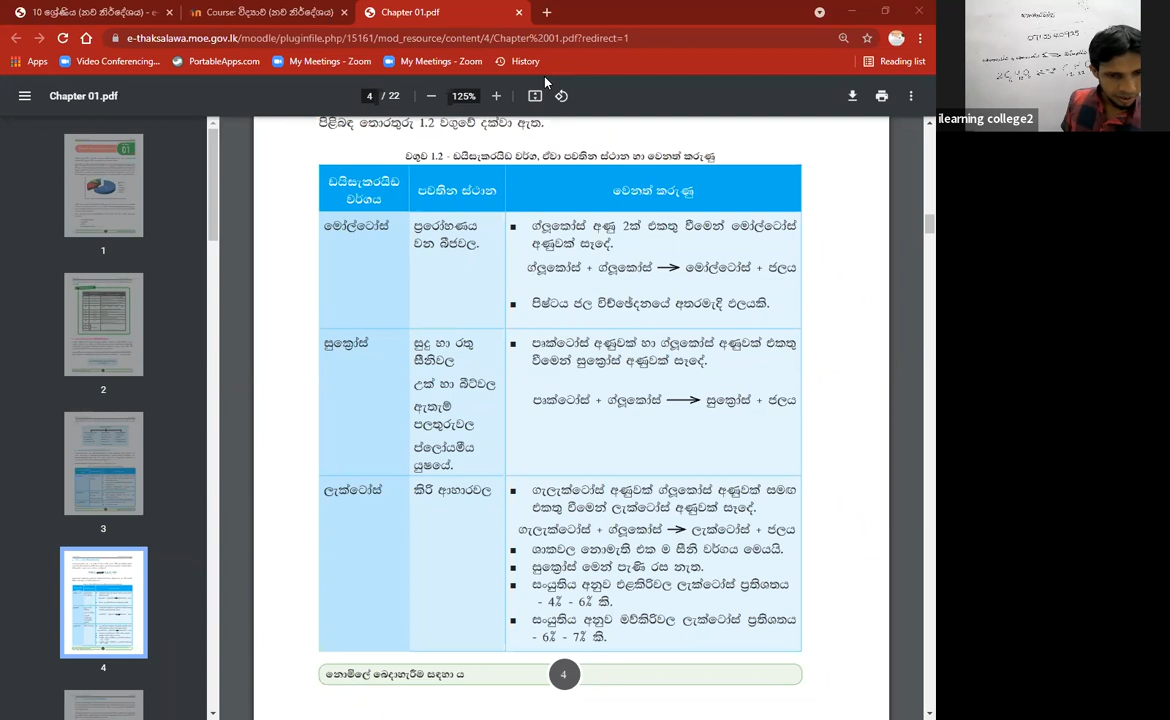 10 ශ්‍රේණිය (නව නිර්දේශය) - ඉ-ත
Course: විද්‍යාව (නව නිර්දේශය)
Chapter 01.pdf
e-thaksalawa.moe.gov.lk/moodle/pluginfile.php/15161/mod_resource/content/4/Chapter%2001.pdf?redirect=1
Apps
Video Conferencing...
PortableApps.com
My Meetings - Zoom
My Meetings - Zoom
History
Reading list
Chapter 01.pdf
4 / 22
125%
ilearning college2
1
2
3
4
පිළිබඳ තොරතුරු 1.2 වගුවේ දක්වා ඇත.
වගුව 1.2 - ඩයිසැකරයිඩ වර්ග, ඒවා පවතින ස්ථාන හා වෙනත් කරුණු
ඩයිසැකරයිඩ
වර්ගය
පවතින ස්ථාන
වෙනත් කරුණු
මෝල්ටෝස්
ප්‍රරෝහණය
වන බීජවල.
■ ග්ලූකෝස් අණු 2ක් එකතු වීමෙන් මෝල්ටෝස්
අණුවක් සෑදේ.
ග්ලූකෝස් + ග්ලූකෝස් → මෝල්ටෝස් + ජලය
■ පිෂ්ටය ජල විච්ඡේදනයේ අතරමැදි ඵලයකි.
සුක්‍රෝස්
සුදු හා රතු
සීනිවල
උක් හා බීට්වල
ඇතැම්
පලතුරුවල
ප්ලෝයමීය
යුෂයේ.
■ පෘක්ටෝස් අණුවක් හා ග්ලූකෝස් අණුවක් එකතු
වීමෙන් සුක්‍රෝස් අණුවක් සෑදේ.
පෘක්ටෝස් + ග්ලූකෝස් → සුක්‍රෝස් + ජලය
ලැක්ටෝස්
කිරි ආහාරවල
■ ගැලැක්ටෝස් අණුවක් ග්ලූකෝස් අණුවක් සමඟ
එකතු වීමෙන් ලැක්ටෝස් අණුවක් සෑදේ.
ගැලැක්ටෝස් + ග්ලූකෝස් → ලැක්ටෝස් + ජලය
■ ශාකවල නොමැති එක ම සීනි වර්ගය මෙයයි.
■ සුක්‍රෝස් මෙන් පැණි රස නැත.
■ සංයුතිය අනුව එළකිරිවල ලැක්ටෝස් ප්‍රතිශතය
- 4% - 6% කි.
■ සංයුතිය අනුව මව්කිරිවල ලැක්ටෝස් ප්‍රතිශතය
- 6% - 7% කි.
නොමිලේ බෙදාහැරීම සඳහා ය
4